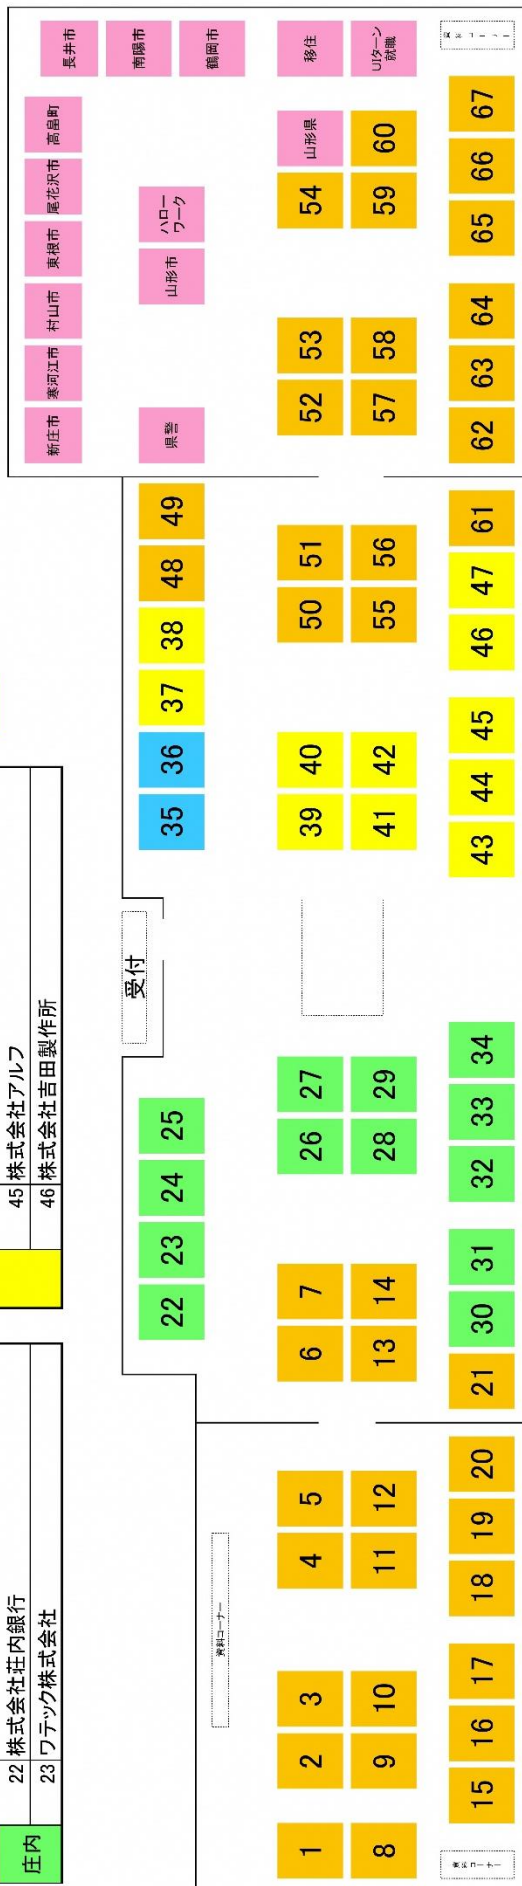 庄内
22 株式会社荘内銀行
23 ワテック株式会社
45 株式会社アルフ
46 株式会社吉田製作所
新庄市 寒河江市 村山市 東根市 尾花沢市 高畠町
長井市
南陽市
鶴岡市
受付
22 23 24 25 35 36 37 38 48 49 県警 山形市
ハロー
ワーク
資料コーナー
1 2 3 4 5 6 7 26 27 39 40 50 51 52 53 54 山形県 移住
8 9 10 11 12 13 14 28 29 41 42 55 56 57 58 59 60
UIターン
就職
資料コーナー
15 16 17 18 19 20 21 30 31 32 33 34 43 44 45 46 47 61 62 63 64 65 66 67